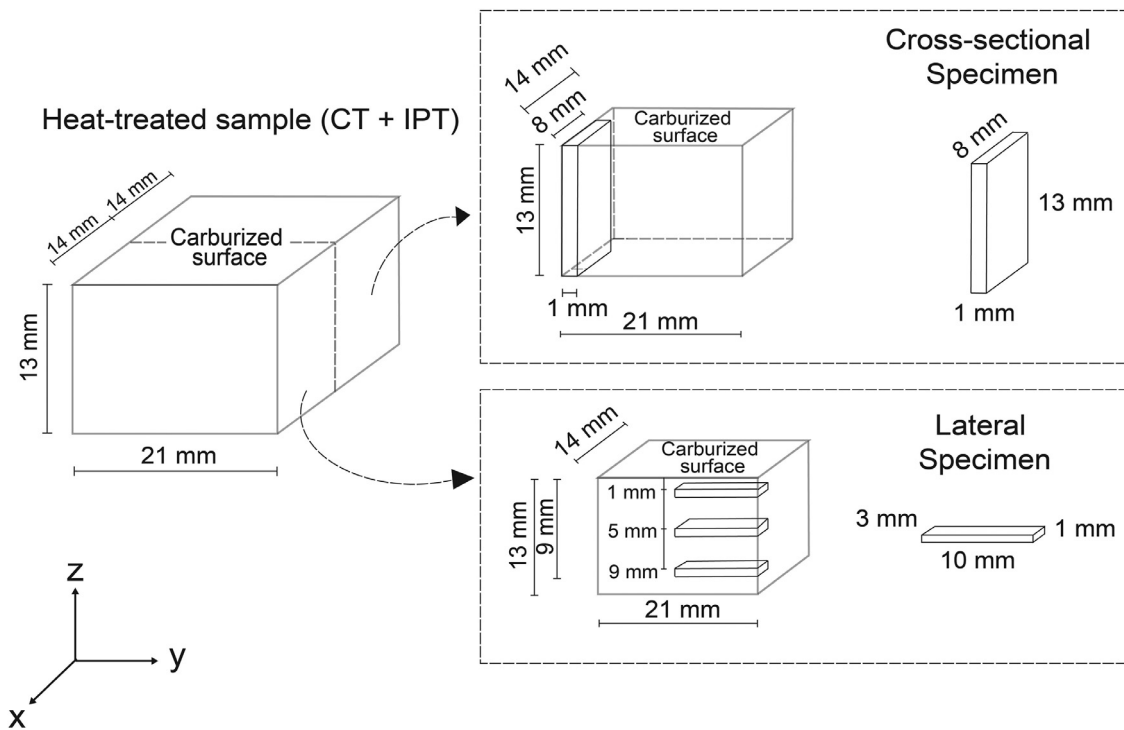 Heat-treated sample (CT + IPT)
14 mm
14 mm
Carburized
surface
13 mm
21 mm
z
y
x
Cross-sectional
Specimen
14 mm
8 mm
Carburized
surface
13 mm
1 mm
21 mm
8 mm
13 mm
1 mm
Lateral
Specimen
14 mm
Carburized
surface
13 mm
9 mm
1 mm
5 mm
9 mm
21 mm
3 mm
1 mm
10 mm